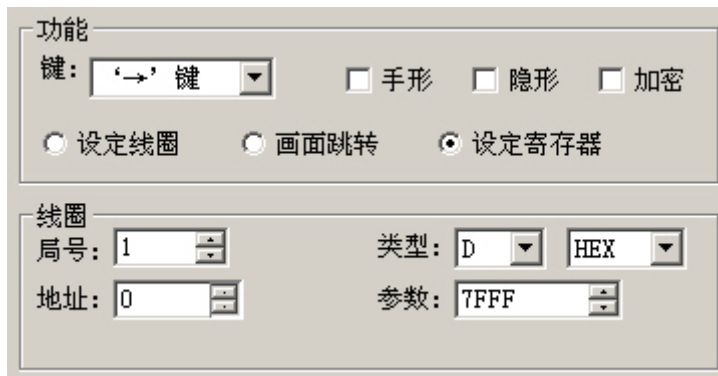 功能
键： ‘→’ 键 手形 隐形 加密
设定线圈 画面跳转 设定寄存器
线圈
局号： 1 类型： D HEX
地址： 0 参数： 7FFF